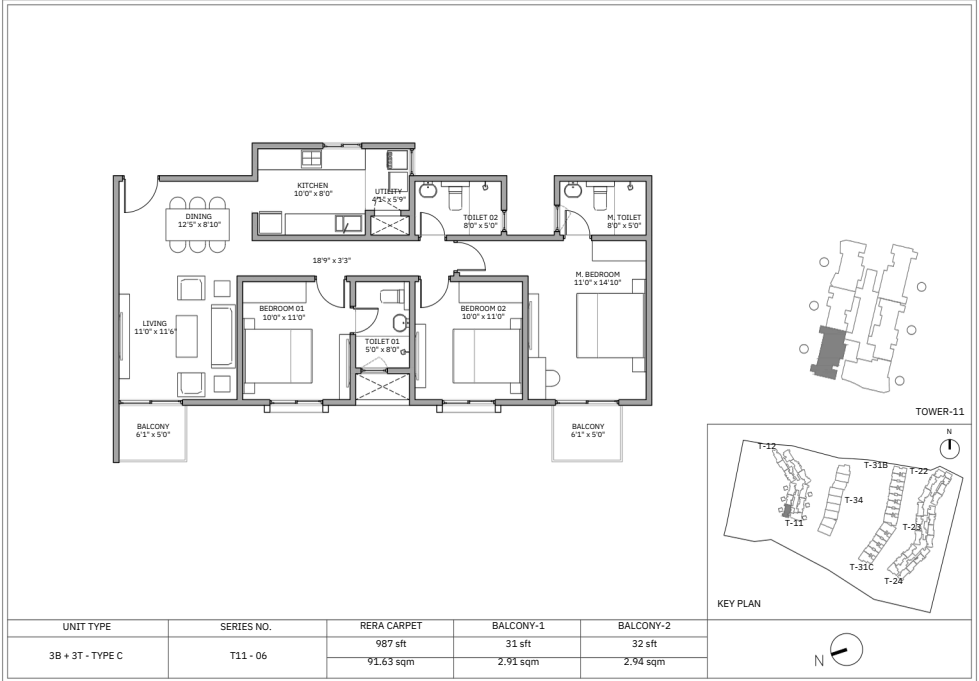 KITCHEN
10'0" x 8'0"
UTILITY
4'1" x 5'9"
DINING
12'5" x 8'10"
TOILET 02
8'0" x 5'0"
M. TOILET
8'0" x 5'0"
18'9" x 3'3"
M. BEDROOM
11'0" x 14'10"
BEDROOM 01
10'0" x 11'0"
BEDROOM 02
10'0" x 11'0"
LIVING
11'0" x 11'6"
TOILET 01
5'0" x 8'0"
BALCONY
6'1" x 5'0"
BALCONY
6'1" x 5'0"
TOWER-11
N
T-12
T-31B
T-22
T-34
T-11
T-23
T-31C
T-24
KEY PLAN
UNIT TYPE
SERIES NO.
RERA CARPET
BALCONY-1
BALCONY-2
3B + 3T - TYPE C
T11 - 06
987 sft
31 sft
32 sft
91.63 sqm
2.91 sqm
2.94 sqm
N